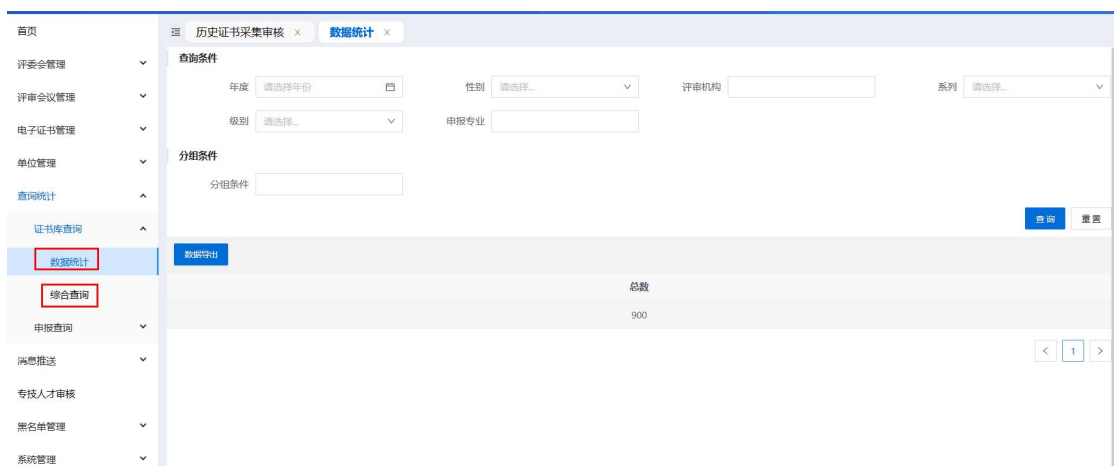 首页
评委会管理
评审会议管理
电子证书管理
单位管理
查询统计
证书库查询
数据统计
综合查询
申报查询
消息推送
专技人才审核
黑名单管理
系统管理
历史证书采集审核 × 数据统计 ×
查询条件
年度 请选择年份 性别 请选择... 评审机构 系列 请选择...
级别 请选择... 申报专业
分组条件
分组条件
查询 重置
数据导出
总数
900
< 1 >